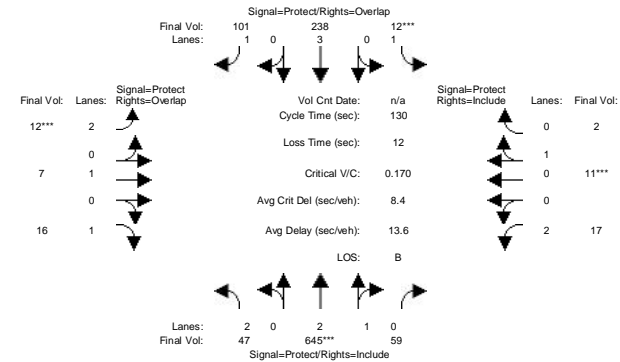 Signal=Protect/Rights=Overlap
Final Vol: 101 238 12***
Lanes: 1 0 3 0 1
Signal=Protect
Final Vol: Lanes: Rights=Overlap
Vol Cnt Date: n/a
Signal=Protect
Rights=Include Lanes: Final Vol:
Cycle Time (sec): 130
12*** 2
0 2
Loss Time (sec): 12
0
1
7 1
Critical V/C: 0.170
0 11***
0
Avg Crit Del (sec/veh): 8.4
0
16 1
Avg Delay (sec/veh): 13.6
2 17
LOS: B
Lanes: 2 0 2 1 0
Final Vol: 47 645*** 59
Signal=Protect/Rights=Include